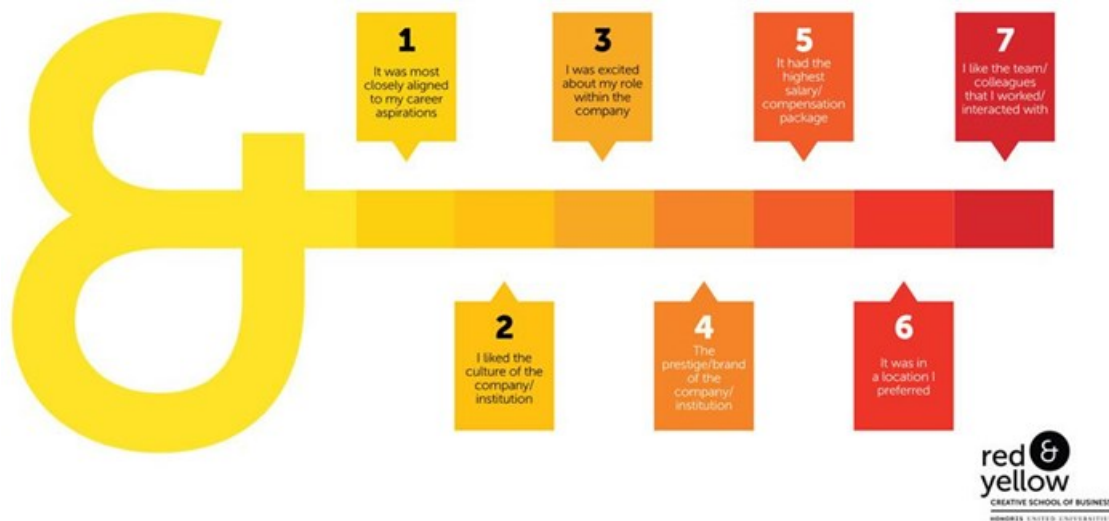 1
It was most
closely aligned
to my career
aspirations
2
I liked the
culture of the
company/
institution
3
I was excited
about my role
within the
company
4
The
prestige/brand
of the
company/
institution
5
It had the
highest
salary/
compensation
package
6
It was in
a location I
preferred
7
I like the team/
colleagues
that I worked/
interacted with
red &
yellow
CREATIVE SCHOOL OF BUSINESS
HONORIS UNITED UNIVERSITIES